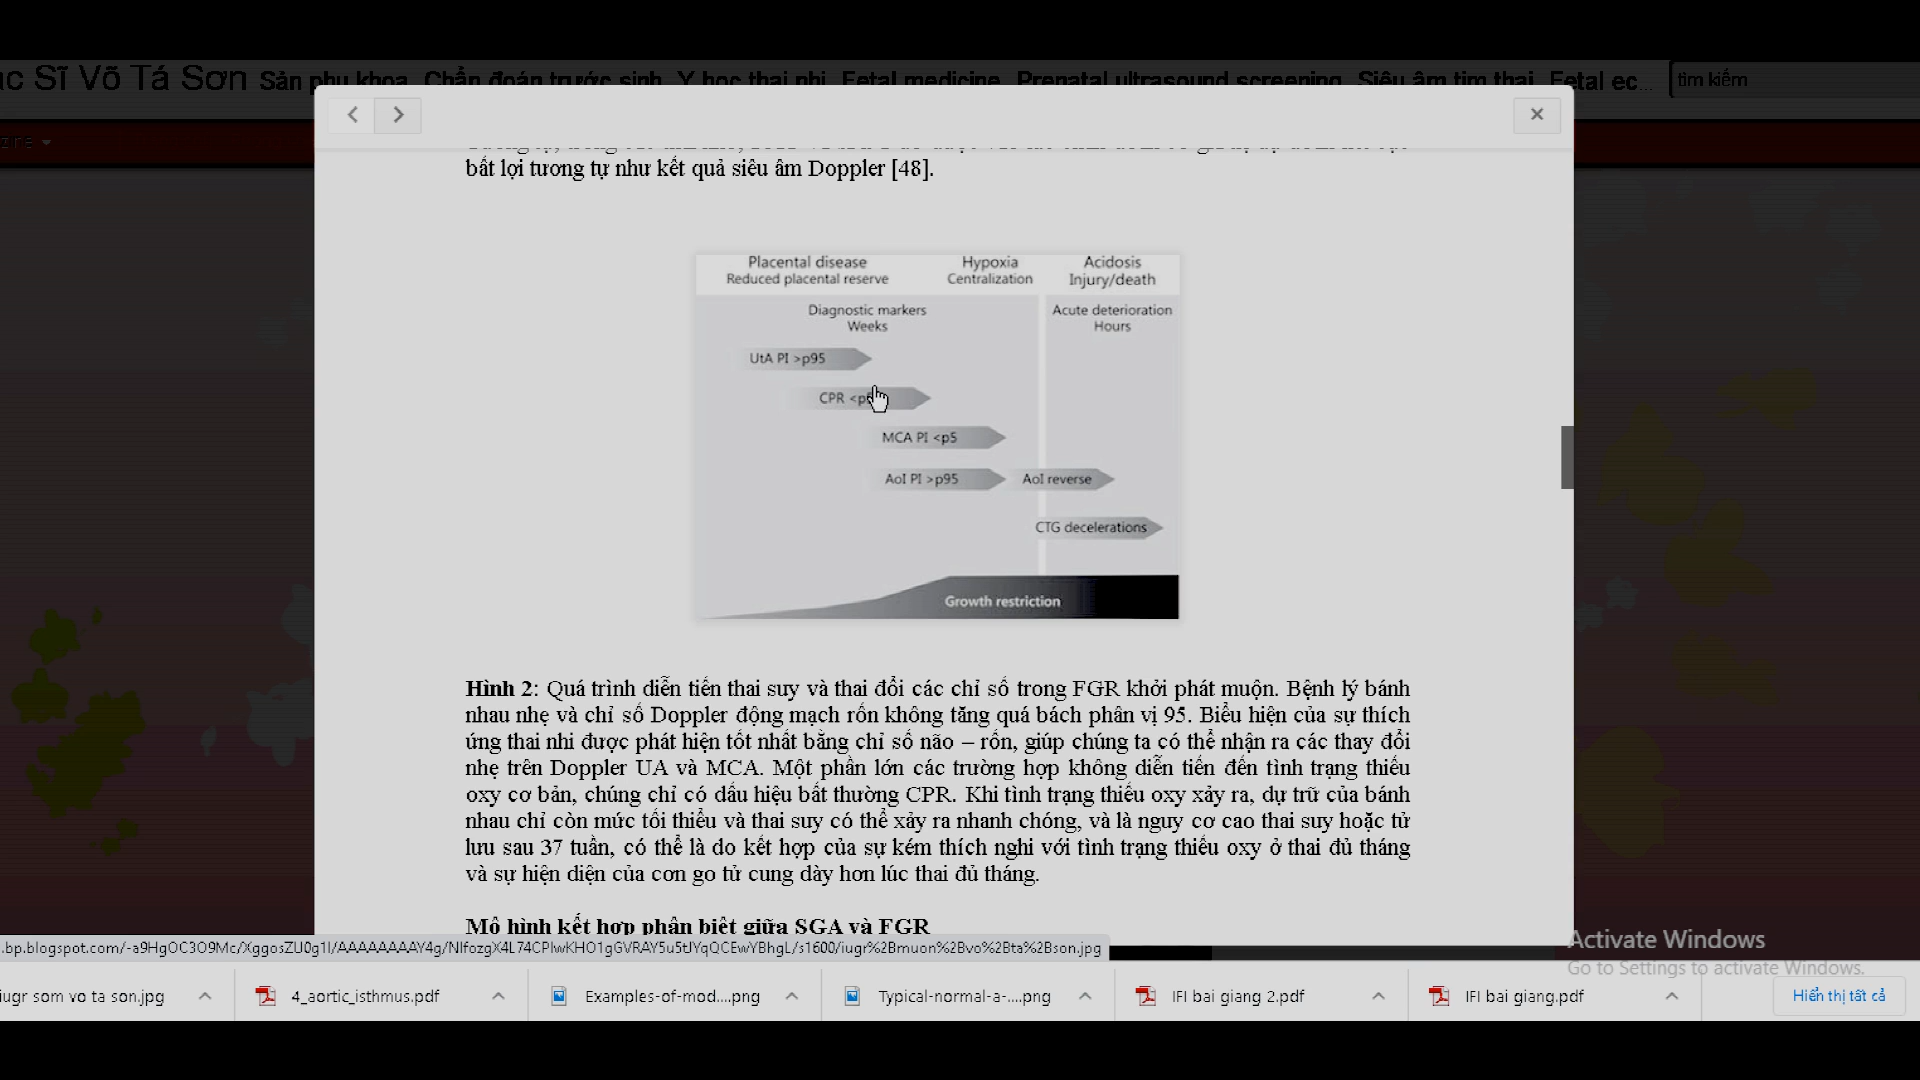 Sĩ Võ Tá Sơn Sản phụ khoa, Chẩn đoán trước sinh, Y học thai nhi, Fetal medicine, Prenatal ultrasound screening, Siêu âm tim thai, Fetal ec...
tìm kiếm
bất lợi tương tự như kết quả siêu âm Doppler [48].
Placental disease
Reduced placental reserve
Hypoxia
Centralization
Acidosis
Injury/death
Diagnostic markers
Weeks
Acute deterioration
Hours
UtA PI >p95
CPR
MCA PI <p5
AoI PI >p95
AoI reverse
CTG decelerations
Growth restriction
Hình 2: Quá trình diễn tiến thai suy và thai đổi các chỉ số trong FGR khởi phát muộn. Bệnh lý bánh
nhau nhẹ và chỉ số Doppler động mạch rốn không tăng quá bách phân vị 95. Biểu hiện của sự thích
ứng thai nhi được phát hiện tốt nhất bằng chỉ số não – rốn, giúp chúng ta có thể nhận ra các thay đổi
nhẹ trên Doppler UA và MCA. Một phần lớn các trường hợp không diễn tiến đến tình trạng thiếu
oxy cơ bản, chúng chỉ có dấu hiệu bất thường CPR. Khi tình trạng thiếu oxy xảy ra, dự trữ của bánh
nhau chỉ còn mức tối thiểu và thai suy có thể xảy ra nhanh chóng, và là nguy cơ cao thai suy hoặc tử
lưu sau 37 tuần, có thể là do kết hợp của sự kém thích nghi với tình trạng thiếu oxy ở thai đủ tháng
và sự hiện diện của cơn go tử cung dày hơn lúc thai đủ tháng.
Mô hình kết hợp phân biệt giữa SGA và FGR
Activate Windows
Go to Settings to activate Windows.
iugr som vo ta son.jpg
4_aortic_isthmus.pdf
Examples-of-mod....png
Typical-normal-a-....png
IFI bai giang 2.pdf
IFI bai giang.pdf
Hiển thị tất cả